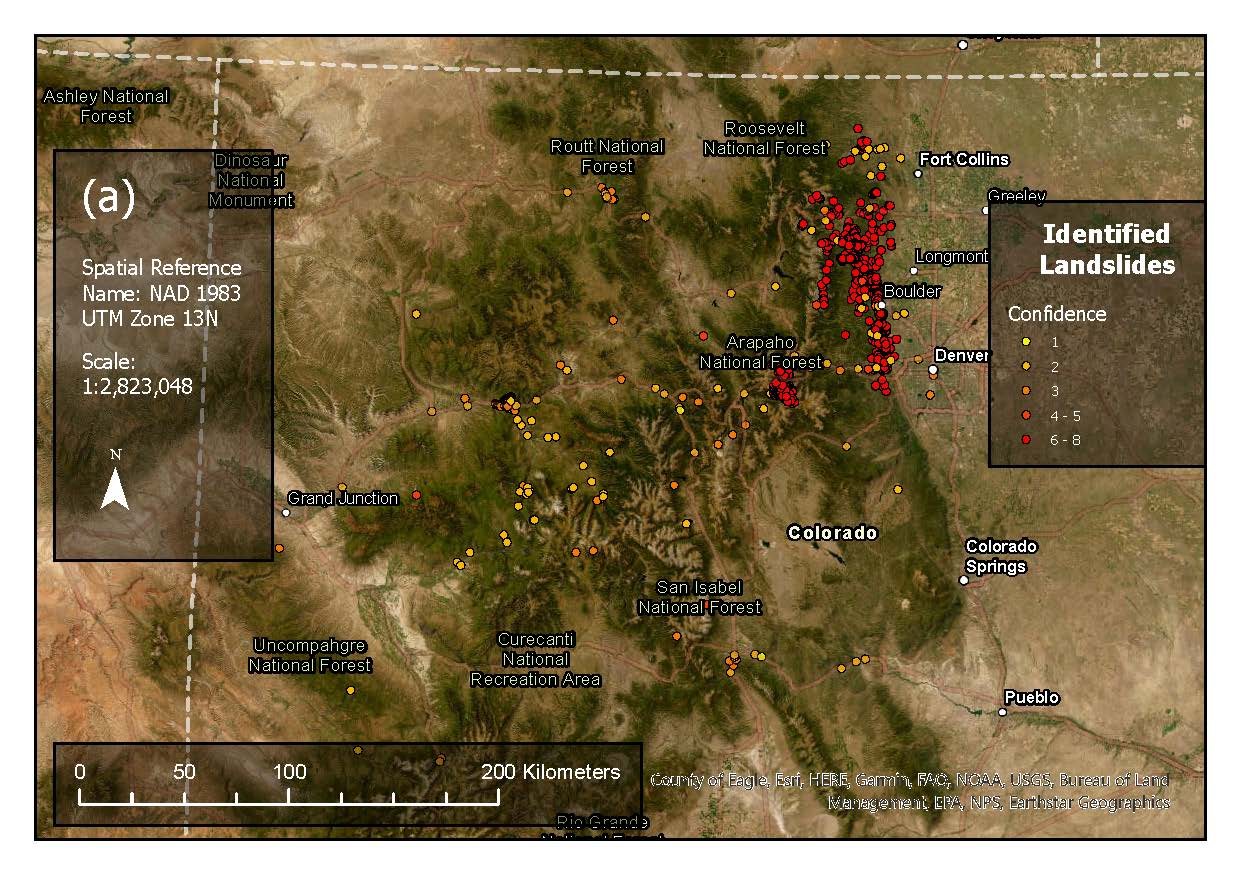 Ashley National
Forest
Routt National
Forest
Roosevelt
National Forest
Fort Collins
Dinosaur
National
Monument
Greeley
(a)
Spatial Reference
Name: NAD 1983
UTM Zone 13N
Scale:
1:2,823,048
N
Identified
Landslides
Confidence
1
2
3
4 - 5
6 - 8
Longmont
Boulder
Arapaho
National Forest
Denver
Grand Junction
Colorado
Colorado
Springs
San Isabel
National Forest
Uncompahgre
National Forest
Curecanti
National
Recreation Area
Pueblo
0 50 100 200 Kilometers
County of Eagle, Esri, HERE, Garmin, FAO, NOAA, USGS, Bureau of Land
Management, EPA, NPS, Earthstar Geographics
Rio Grande
National Forest